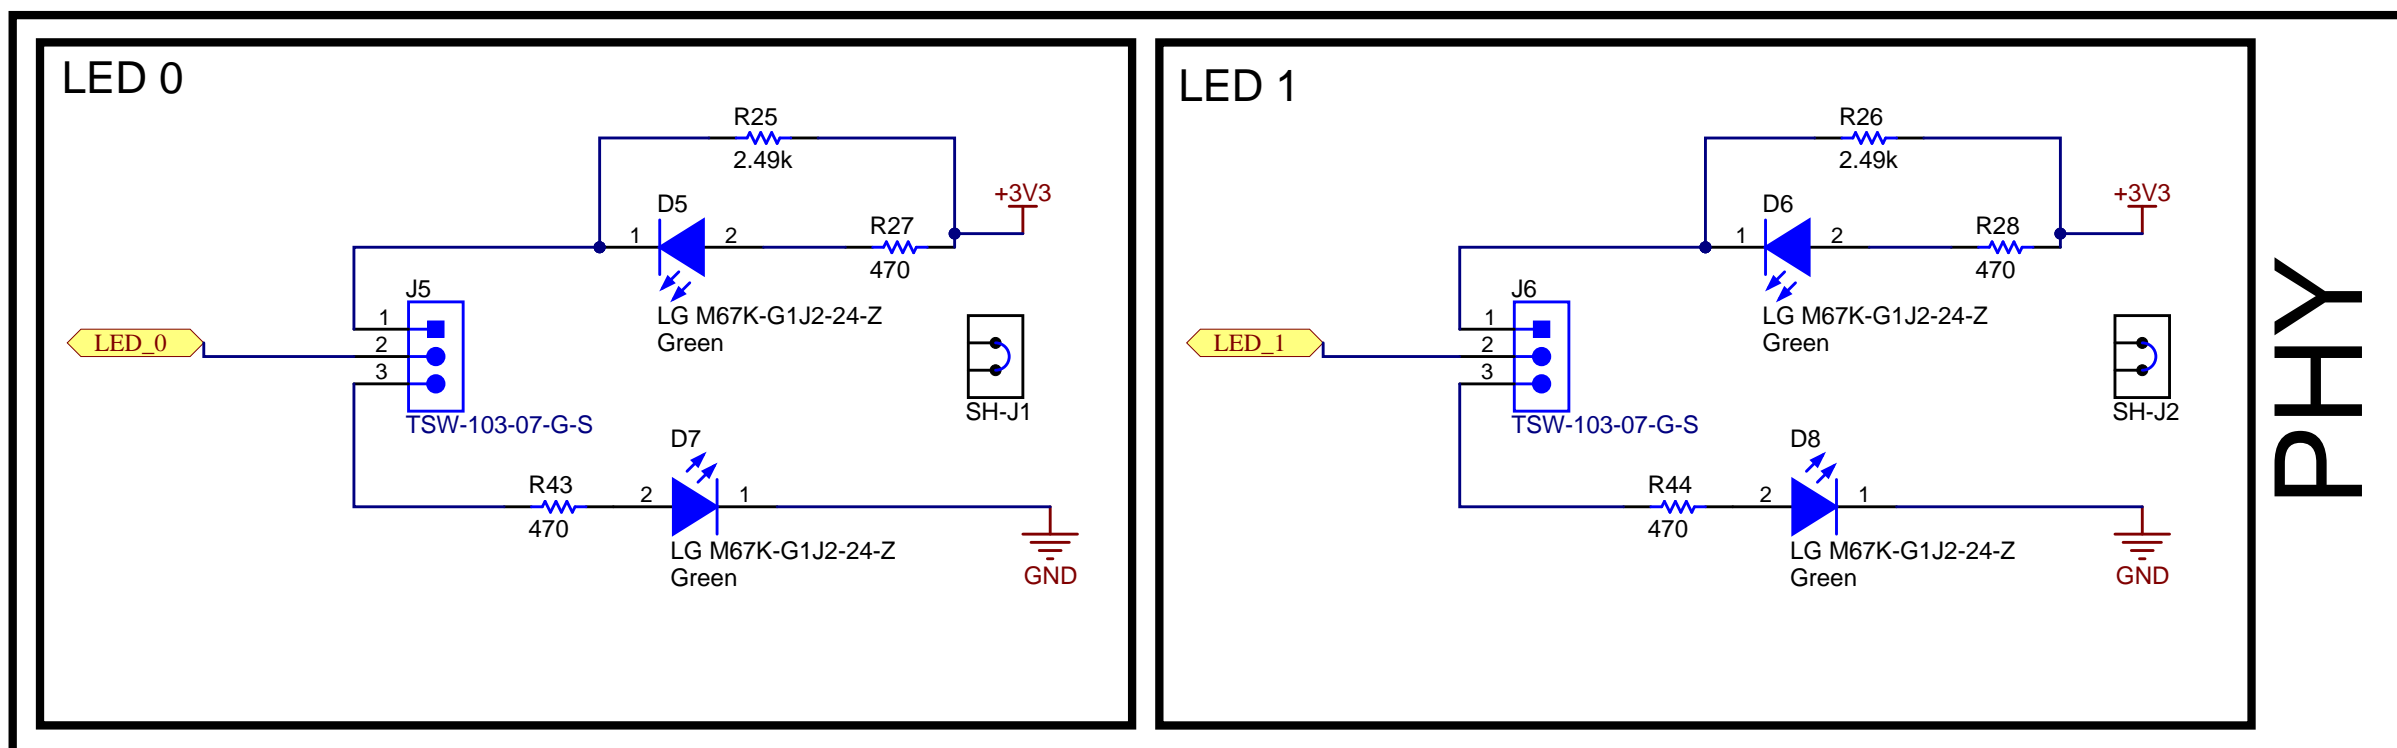 LED 0
R25
2.49k
+3V3
D5
1
2
R27
470
LG M67K-G1J2-24-Z
Green
J5
1
2
3
LED_0
TSW-103-07-G-S
SH-J1
D7
R43
470
2
1
LG M67K-G1J2-24-Z
Green
GND
LED 1
R26
2.49k
+3V3
D6
1
2
R28
470
LG M67K-G1J2-24-Z
Green
J6
1
2
3
LED_1
TSW-103-07-G-S
SH-J2
D8
R44
470
2
1
LG M67K-G1J2-24-Z
Green
GND
PHY